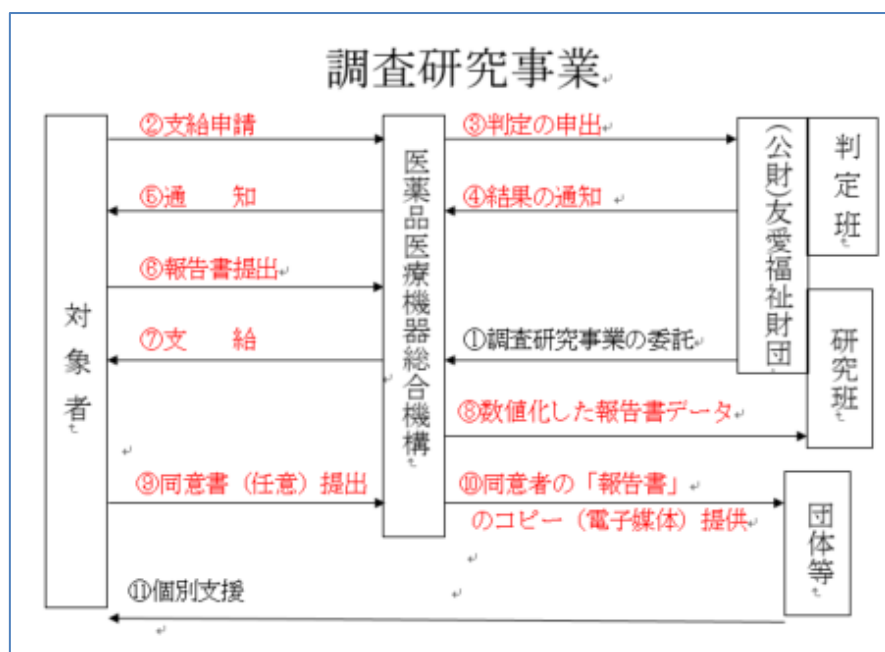 調査研究事業
②支給申請
③判定の申出
⑤通　　知
④結果の通知
⑥報告書提出
⑦支　　給
①調査研究事業の委託
⑧数値化した報告書データ
⑨同意書（任意）提出
⑩同意者の「報告書」
のコピー（電子媒体）提供
⑪個別支援
対象者
医薬品医療機器総合機構
(公財)友愛福祉財団
判定班
研究班
団体等